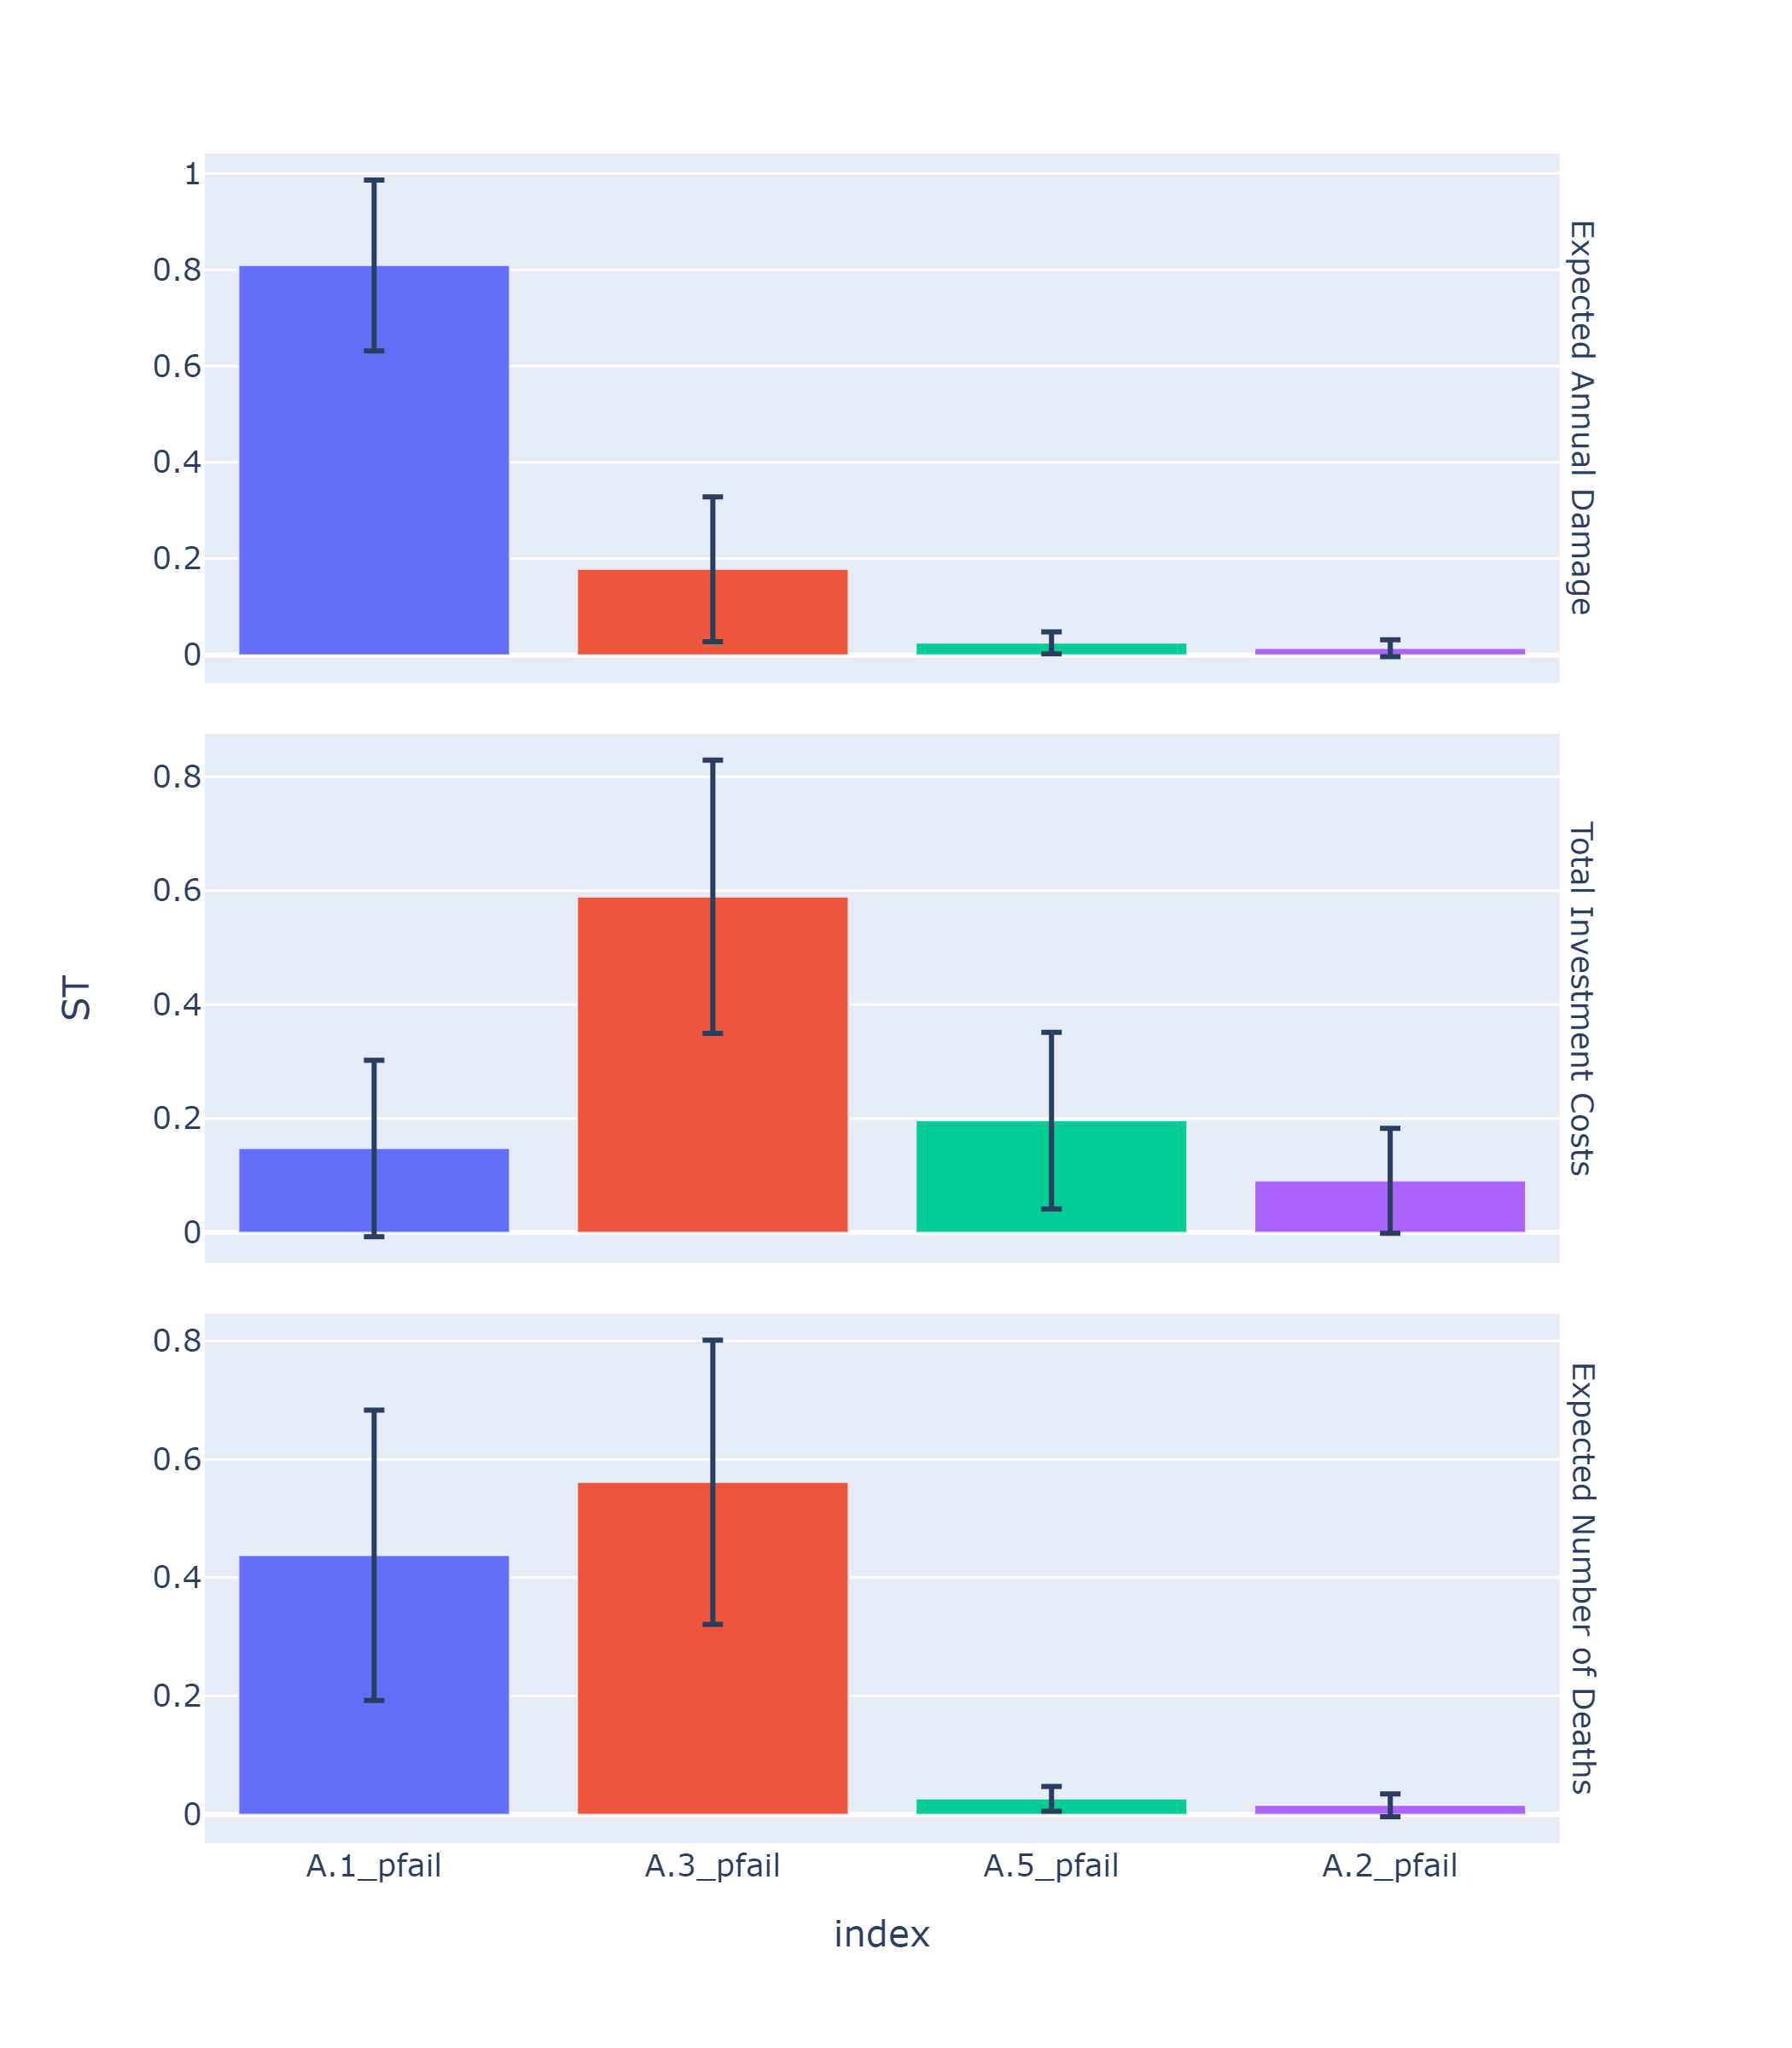 1
0.8
0.6
0.4
0.2
0
Expected Annual Damage
0.8
0.6
0.4
0.2
0
Total Investment Costs
ST
0.8
0.6
0.4
0.2
0
Expected Number of Deaths
A.1_pfail A.3_pfail A.5_pfail A.2_pfail
index